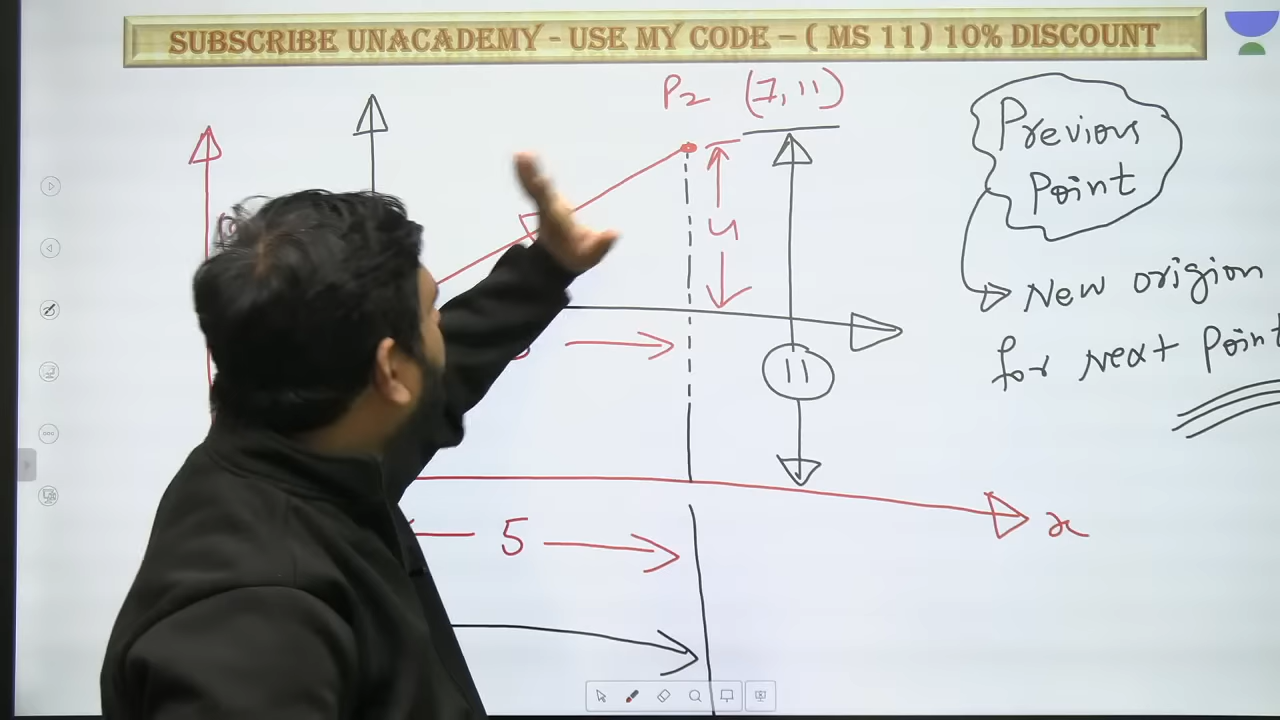 SUBSCRIBE UNACADEMY - USE MY CODE – ( MS 11) 10% DISCOUNT
P2 (7, 11)
Previous
Point
4
New origion
for Next Point
11
x
5